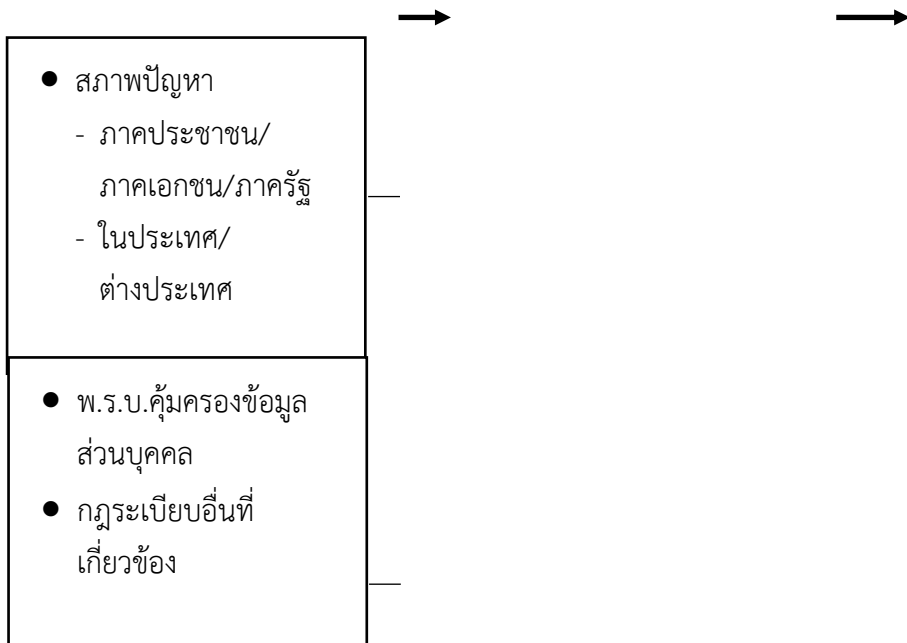 ● สภาพปัญหา
- ภาคประชาชน/
ภาคเอกชน/ภาครัฐ
- ในประเทศ/
ต่างประเทศ
● พ.ร.บ.คุ้มครองข้อมูล
ส่วนบุคคล
● กฎระเบียบอื่นที่
เกี่ยวข้อง